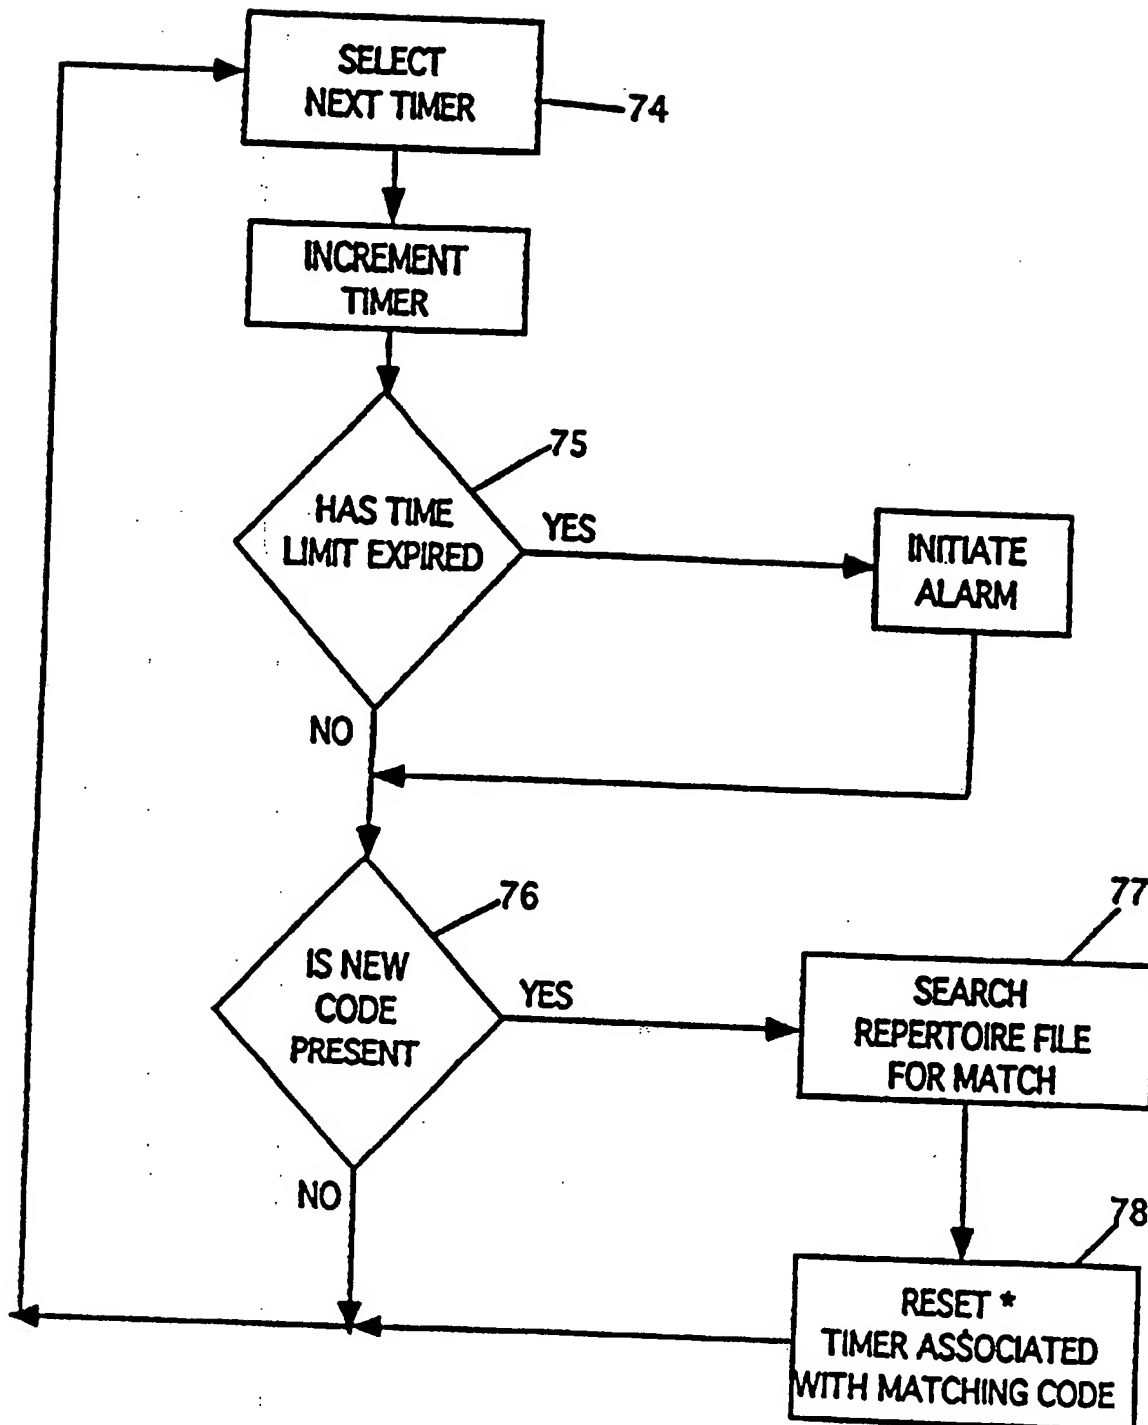 SELECT
NEXT TIMER
74
INCREMENT
TIMER
75
HAS TIME
LIMIT EXPIRED
YES
INITIATE
ALARM
NO
76
IS NEW
CODE
PRESENT
YES
77
SEARCH
REPERTOIRE FILE
FOR MATCH
NO
78
RESET *
TIMER ASSOCIATED
WITH MATCHING CODE